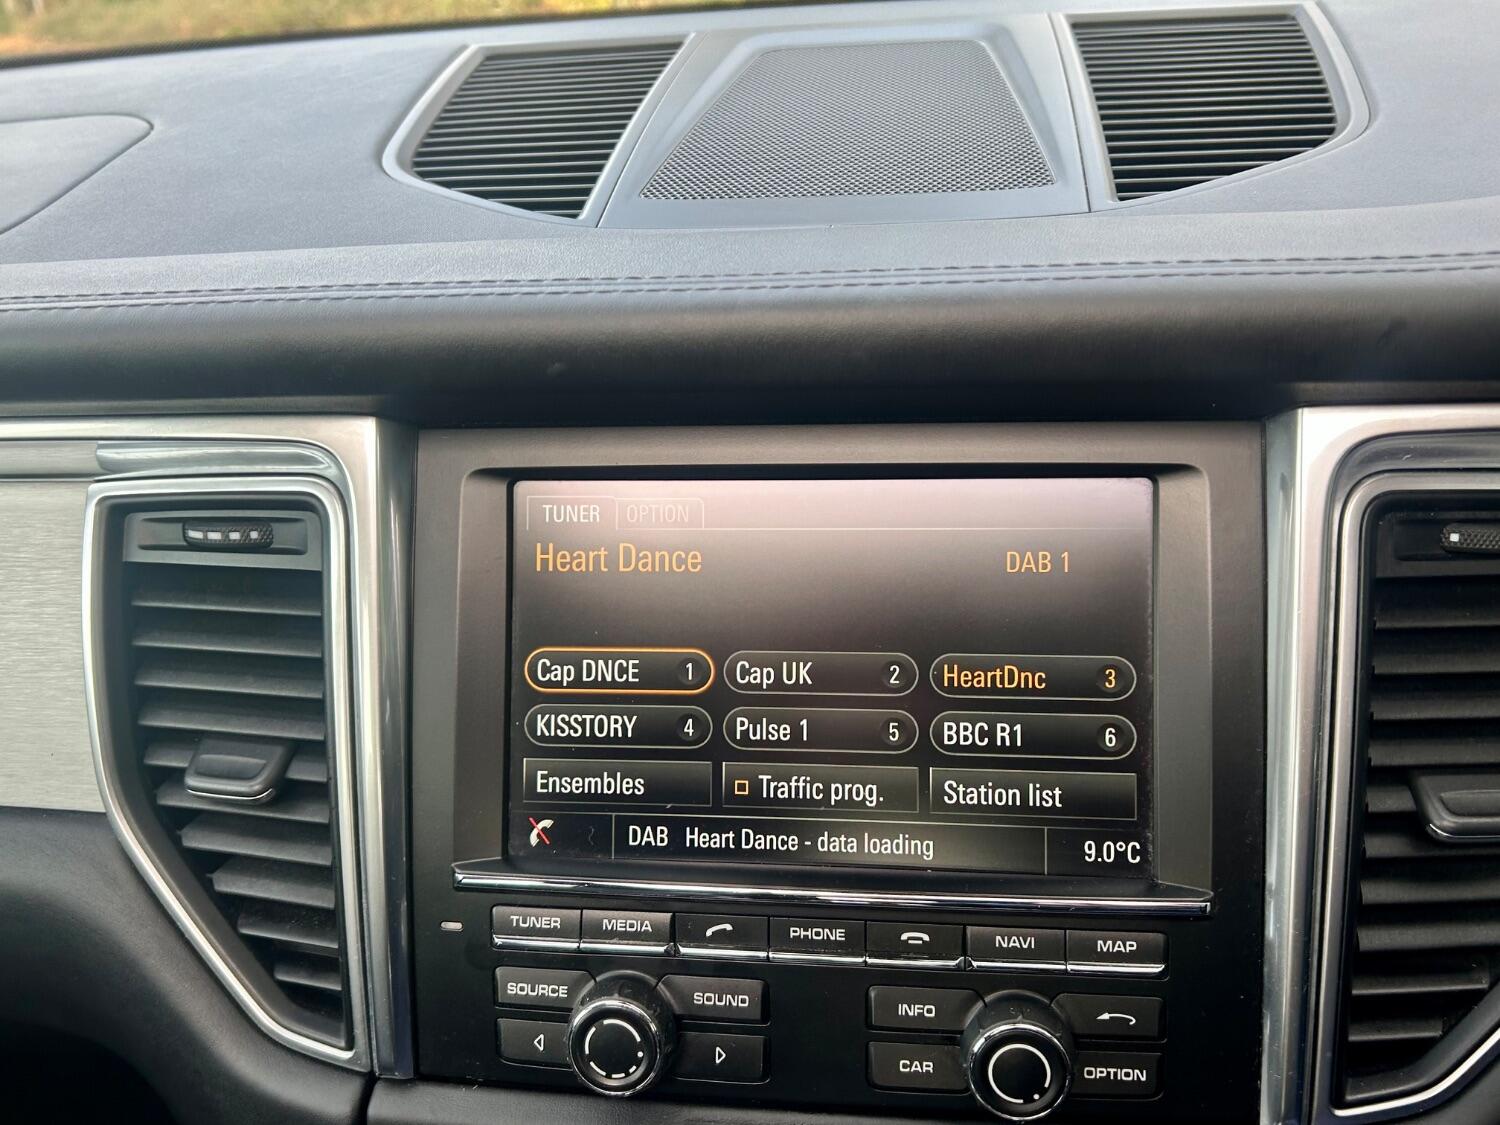 TUNER OPTION
Heart Dance DAB 1
Cap DNCE 1 Cap UK 2 HeartDnc 3
KISSTORY 4 Pulse 1 5 BBC R1 6
Ensembles Traffic prog. Station list
DAB Heart Dance - data loading 9.0°C
TUNER MEDIA PHONE NAVI MAP
SOURCE SOUND INFO
CAR OPTION